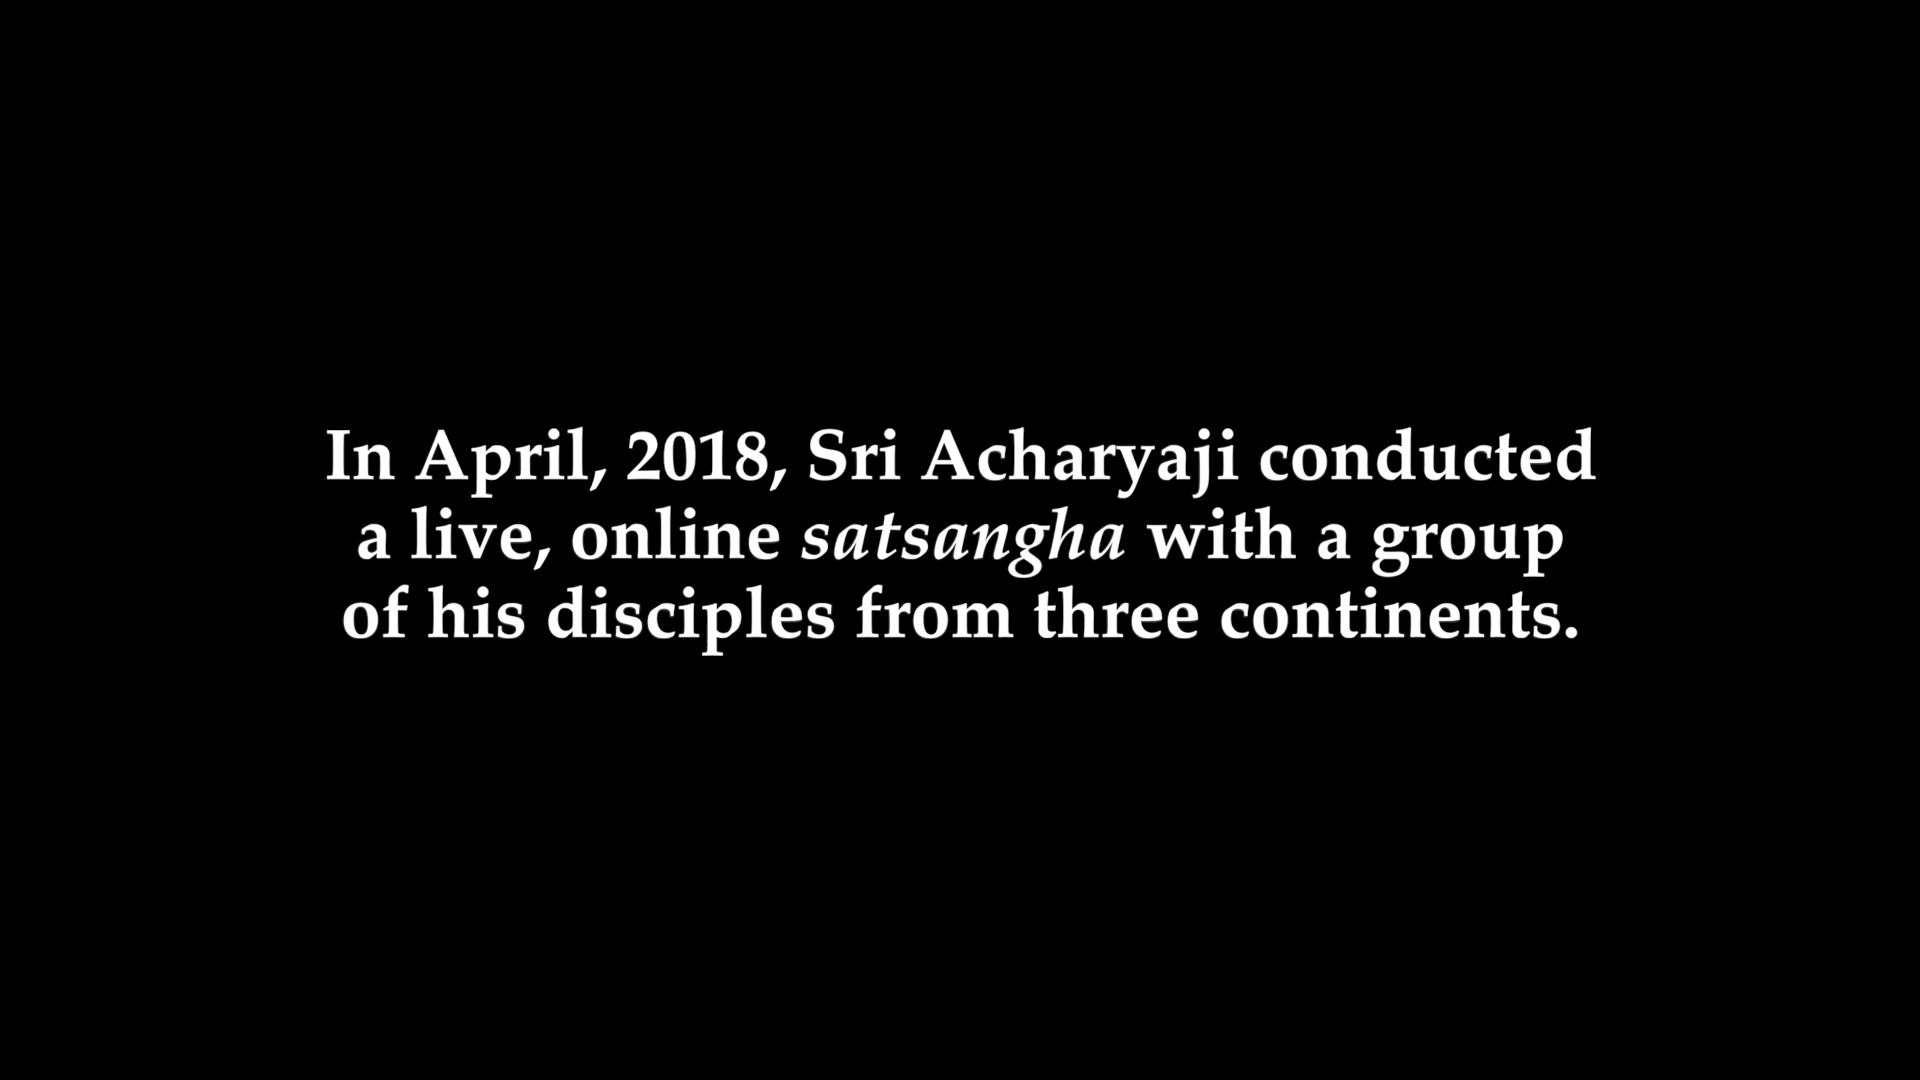 In April, 2018, Sri Acharyaji conducted
a live, online satsangha with a group
of his disciples from three continents.